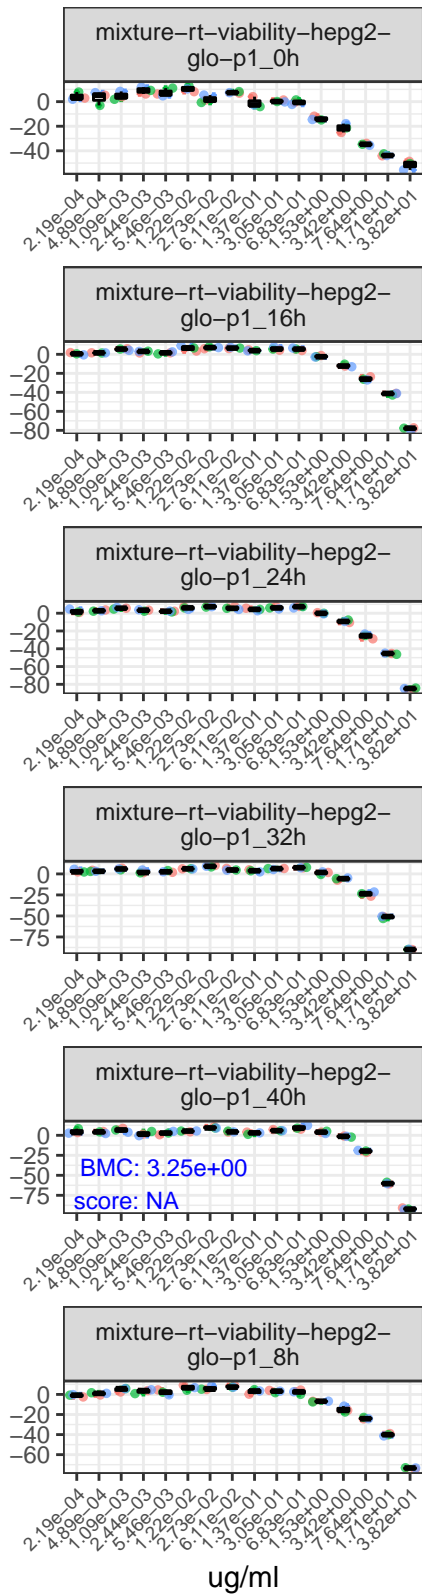 mixture−rt−viability−hepg2−
glo−p1_0h
0
−20
−40
2.19e−04
4.89e−04
1.09e−03
2.44e−03
5.46e−03
1.22e−02
2.73e−02
6.11e−02
1.37e−01
3.05e−01
6.83e−01
1.53e+00
3.42e+00
7.64e+00
1.71e+01
3.82e+01
mixture−rt−viability−hepg2−
glo−p1_16h
0
−20
−40
−60
−80
2.19e−04
4.89e−04
1.09e−03
2.44e−03
5.46e−03
1.22e−02
2.73e−02
6.11e−02
1.37e−01
3.05e−01
6.83e−01
1.53e+00
3.42e+00
7.64e+00
1.71e+01
3.82e+01
mixture−rt−viability−hepg2−
glo−p1_24h
0
−20
−40
−60
−80
2.19e−04
4.89e−04
1.09e−03
2.44e−03
5.46e−03
1.22e−02
2.73e−02
6.11e−02
1.37e−01
3.05e−01
6.83e−01
1.53e+00
3.42e+00
7.64e+00
1.71e+01
3.82e+01
mixture−rt−viability−hepg2−
glo−p1_32h
0
−25
−50
−75
2.19e−04
4.89e−04
1.09e−03
2.44e−03
5.46e−03
1.22e−02
2.73e−02
6.11e−02
1.37e−01
3.05e−01
6.83e−01
1.53e+00
3.42e+00
7.64e+00
1.71e+01
3.82e+01
mixture−rt−viability−hepg2−
glo−p1_40h
0
−25
−50
−75
BMC: 3.25e+00
score: NA
2.19e−04
4.89e−04
1.09e−03
2.44e−03
5.46e−03
1.22e−02
2.73e−02
6.11e−02
1.37e−01
3.05e−01
6.83e−01
1.53e+00
3.42e+00
7.64e+00
1.71e+01
3.82e+01
mixture−rt−viability−hepg2−
glo−p1_8h
0
−20
−40
−60
2.19e−04
4.89e−04
1.09e−03
2.44e−03
5.46e−03
1.22e−02
2.73e−02
6.11e−02
1.37e−01
3.05e−01
6.83e−01
1.53e+00
3.42e+00
7.64e+00
1.71e+01
3.82e+01
ug/ml